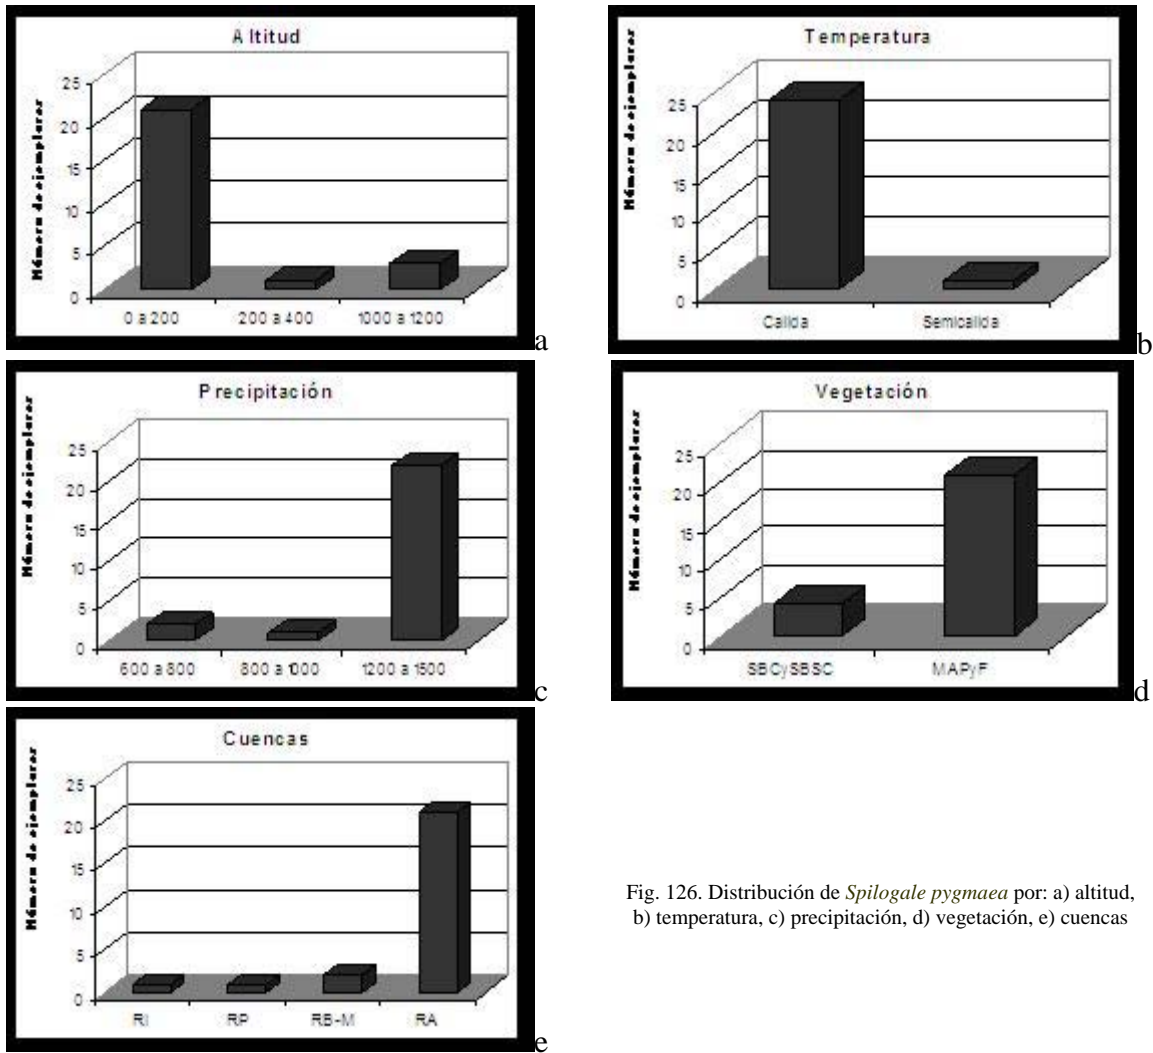 Altitud
Número de ejemplares
25
20
15
10
5
0
0 a 200 200 a 400 1000 a 1200
a
Temperatura
Número de ejemplares
25
20
15
10
5
0
Calida Semicalida
b
Precipitación
Número de ejemplares
25
20
15
10
5
0
600 a 800 800 a 1000 1200 a 1500
c
Vegetación
Número de ejemplares
25
20
15
10
5
0
SBCySBSC MAPyF
d
Cuencas
Número de ejemplares
25
20
15
10
5
0
RI RP RB-M RA
e
Fig. 126. Distribución de Spilogale pygmaea por: a) altitud,
b) temperatura, c) precipitación, d) vegetación, e) cuencas